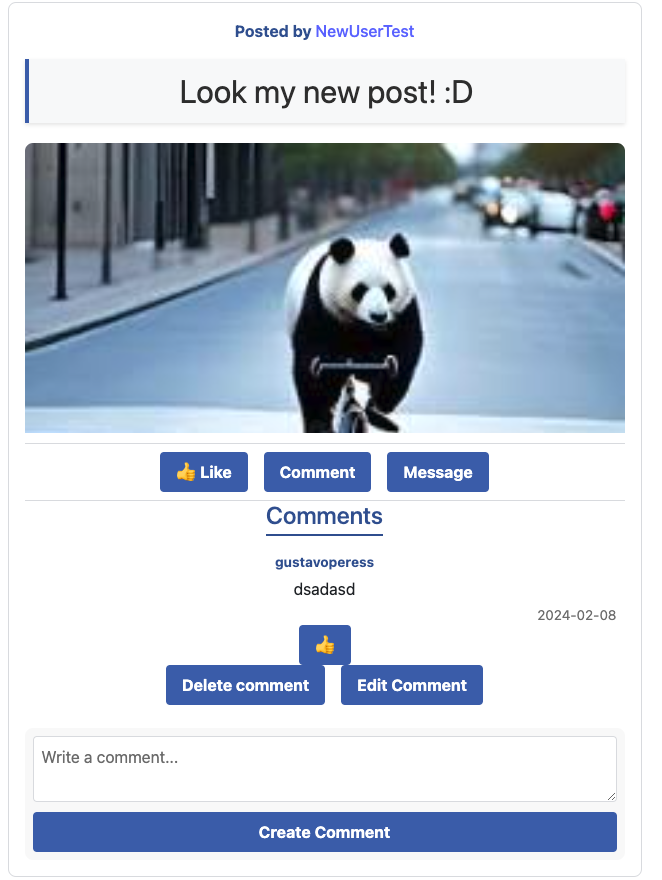 Posted by NewUserTest
Look my new post! :D
👍 Like Comment Message
Comments
gustavoperess
dsadasd
2024-02-08
👍
Delete comment Edit Comment
Write a comment...
Create Comment